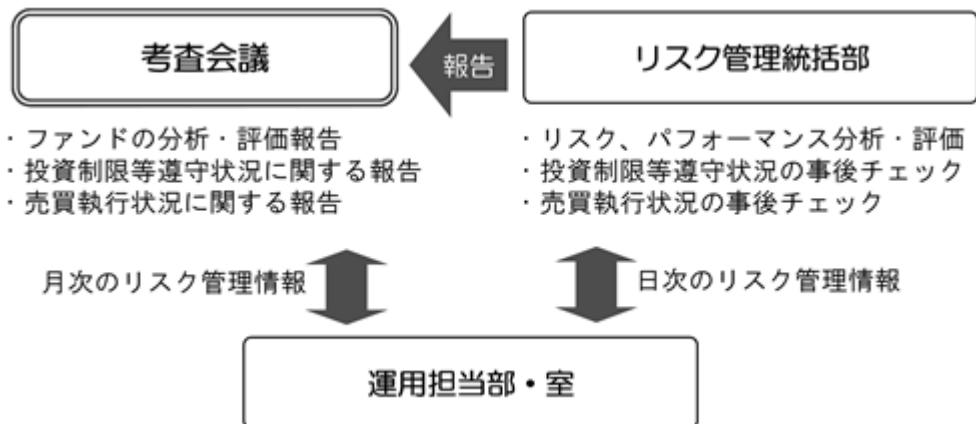 考査会議
報告
リスク管理統括部
・ファンドの分析・評価報告
・投資制限等遵守状況に関する報告
・売買執行状況に関する報告
・リスク、パフォーマンス分析・評価
・投資制限等遵守状況の事後チェック
・売買執行状況の事後チェック
月次のリスク管理情報
日次のリスク管理情報
運用担当部・室